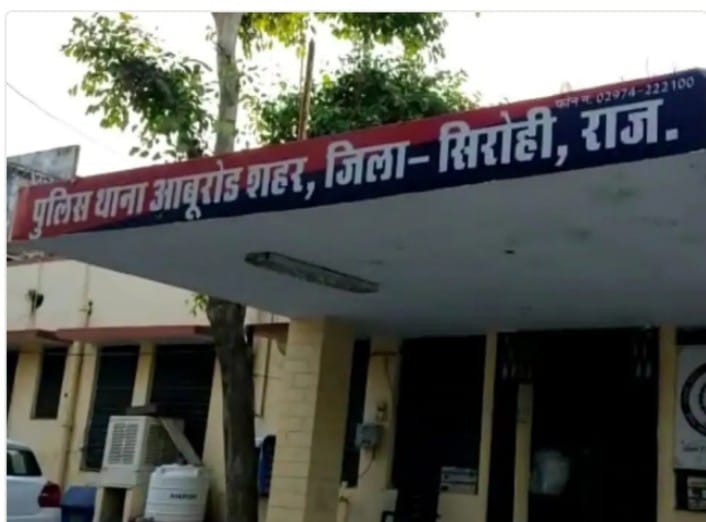 फोन न. 02974-222100
पुलिस थाना आबूरोड शहर, जिला– सिरोही, राज.